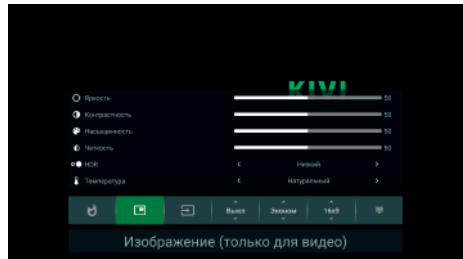 KIVI
Яркость 50
Контрастность 50
Насыщенность 50
Четкость 50
HDR Низкий
Температура Натуральный
Выкл Эконом 16x9
Изображение (только для видео)